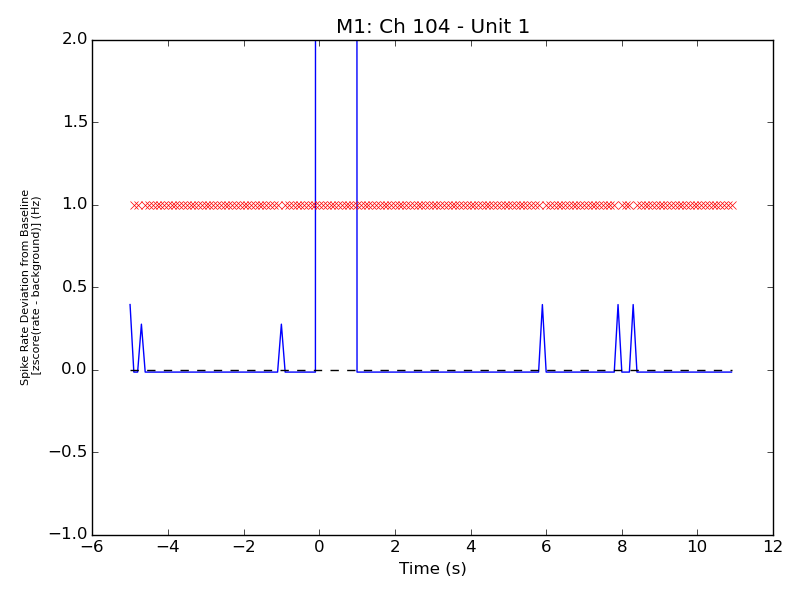 M1: Ch 104 - Unit 1
2.0
1.5
1.0
0.5
0.0
−0.5
−1.0
Spike Rate Deviation from Baseline
[zscore(rate - background)] (Hz)
−6 −4 −2 0 2 4 6 8 10 12
Time (s)